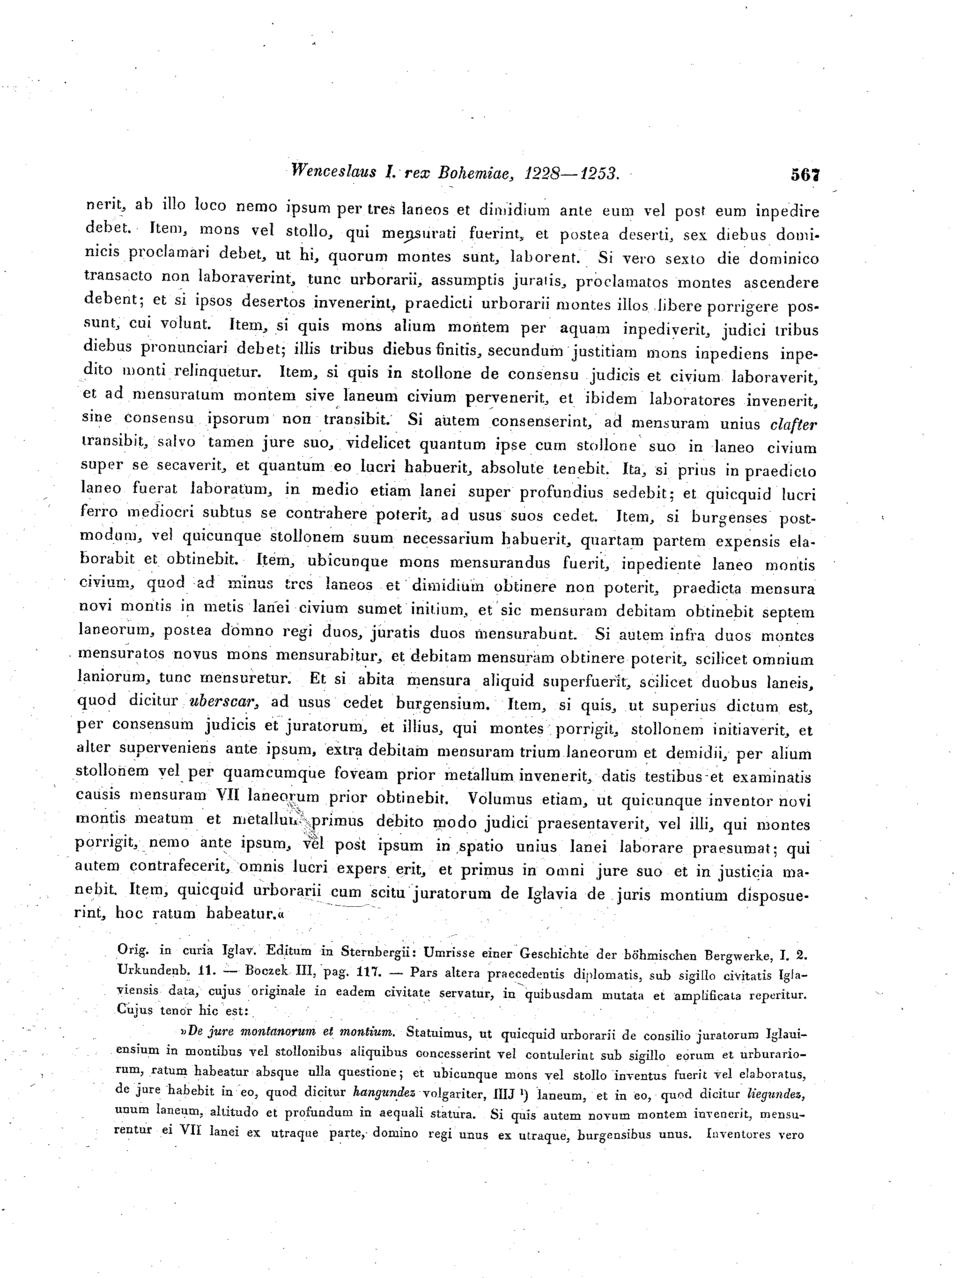 Wenceslaus I. rex Bohemiae, 1228—1253. 567
nerit, ab illo loco nemo ipsum per tres laneos et dimidium ante eum vel post eum inpedire
debet. Item, mons vel stollo, qui mensurati fuerint, et postea deserti, sex diebus domi-
nicis proclamari debet, ut hi, quorum montes sunt, laborent. Si vero sexto die dominico
transacto non laboraverint, tunc urborarii, assumptis juratis, proclamatos montes ascendere
debent; et si ipsos desertos invenerint, praedicti urborarii montes illos libere porrigere pos-
sunt, cui volunt. Item, si quis mons alium montem per aquam inpediverit, judici tribus
diebus pronunciari debet; illis tribus diebus finitis, secundum justitiam mons inpediens inpe-
dito monti relinquetur. Item, si quis in stollone de consensu judicis et civium laboraverit,
et ad mensuratum montem sive laneum civium pervenerit, et ibidem laboratores invenerit,
sine consensu ipsorum non transibit. Si autem consenserint, ad mensuram unius clafter
transibit, salvo tamen jure suo, videlicet quantum ipse cum stollone suo in laneo civium
super se secaverit, et quantum eo lucri habuerit, absolute tenebit. Ita, si prius in praedicto
laneo fuerat laboratum, in medio etiam lanei super profundius sedebit; et quicquid lucri
ferro mediocri subtus se contrahere poterit, ad usus suos cedet. Item, si burgenses post-
modum, vel quicunque stollonem suum necessarium habuerit, quartam partem expensis ela-
borabit et obtinebit. Item, ubicunque mons mensurandus fuerit, inpediente laneo montis
civium, quod ad minus tres laneos et dimidium obtinere non poterit, praedicta mensura
novi montis in metis lanei civium sumet initium, et sic mensuram debitam obtinebit septem
laneorum, postea domno regi duos, juratis duos mensurabunt. Si autem infra duos montes
mensuratos novus mons mensurabitur, et debitam mensuram obtinere poterit, scilicet omnium
laniorum, tunc mensuretur. Et si abita mensura aliquid superfuerit, scilicet duobus laneis,
quod dicitur uberscar, ad usus cedet burgensium. Item, si quis, ut superius dictum est,
per consensum judicis et juratorum, et illius, qui montes porrigit, stollonem initiaverit, et
alter superveniens ante ipsum, extra debitam mensuram trium laneorum et demidii, per alium
stollonem vel per quamcumque foveam prior metallum invenerit, datis testibus et examinatis
causis mensuram VII laneorum prior obtinebit. Volumus etiam, ut quicunque inventor novi
montis meatum et metallum primus debito modo judici praesentaverit, vel illi, qui montes
porrigit, nemo ante ipsum, vel post ipsum in spatio unius lanei laborare praesumat; qui
autem contrafecerit, omnis lucri expers erit, et primus in omni jure suo et in justicia ma-
nebit. Item, quicquid urborarii cum scitu juratorum de Iglavia de juris montium disposue-
rint, hoc ratum habeatur.«
Orig. in curia Iglav. Editum in Sternbergii: Umrisse einer Geschichte der böhmischen Bergwerke, I. 2.
Urkundenb. 11. — Boczek III, pag. 117. — Pars altera praecedentis diplomatis, sub sigillo civitatis Igla-
viensis data, cujus originale in eadem civitate servatur, in quibusdam mutata et amplificata reperitur.
Cujus tenor hic est:
»De jure montanorum et montium. Statuimus, ut quicquid urborarii de consilio juratorum Iglaui-
ensium in montibus vel stollonibus aliquibus concesserint vel contulerint sub sigillo eorum et urburario-
rum, ratum habeatur absque ulla questione; et ubicunque mons vel stollo inventus fuerit vel elaboratus,
de jure habebit in eo, quod dicitur hangundez volgariter, IIIJ ¹) laneum, et in eo, quod dicitur liegundez,
unum laneum, altitudo et profundum in aequali statura. Si quis autem novum montem invenerit, mensu-
rentur ei VII lanei ex utraque parte, domino regi unus ex utraque, burgensibus unus. Inventores vero